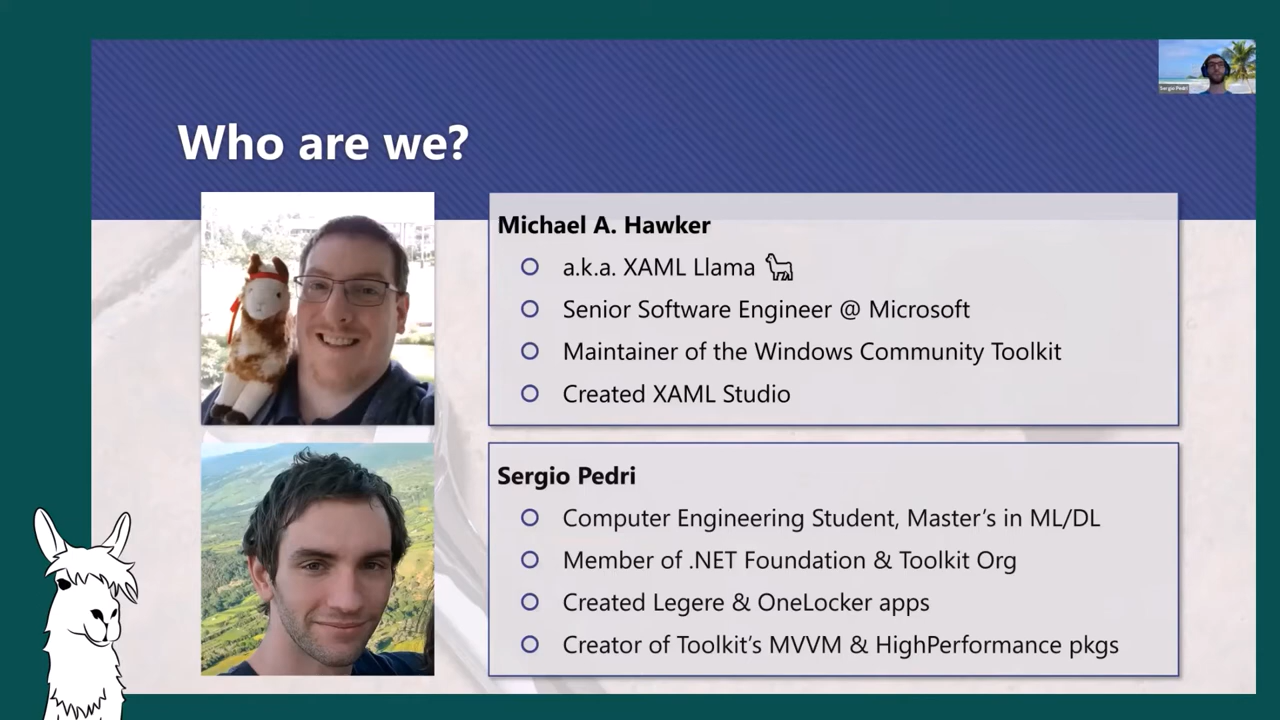 Sergio Pedri
Who are we?
Michael A. Hawker
a.k.a. XAML Llama
Senior Software Engineer @ Microsoft
Maintainer of the Windows Community Toolkit
Created XAML Studio
Sergio Pedri
Computer Engineering Student, Master's in ML/DL
Member of .NET Foundation & Toolkit Org
Created Legere & OneLocker apps
Creator of Toolkit's MVVM & HighPerformance pkgs